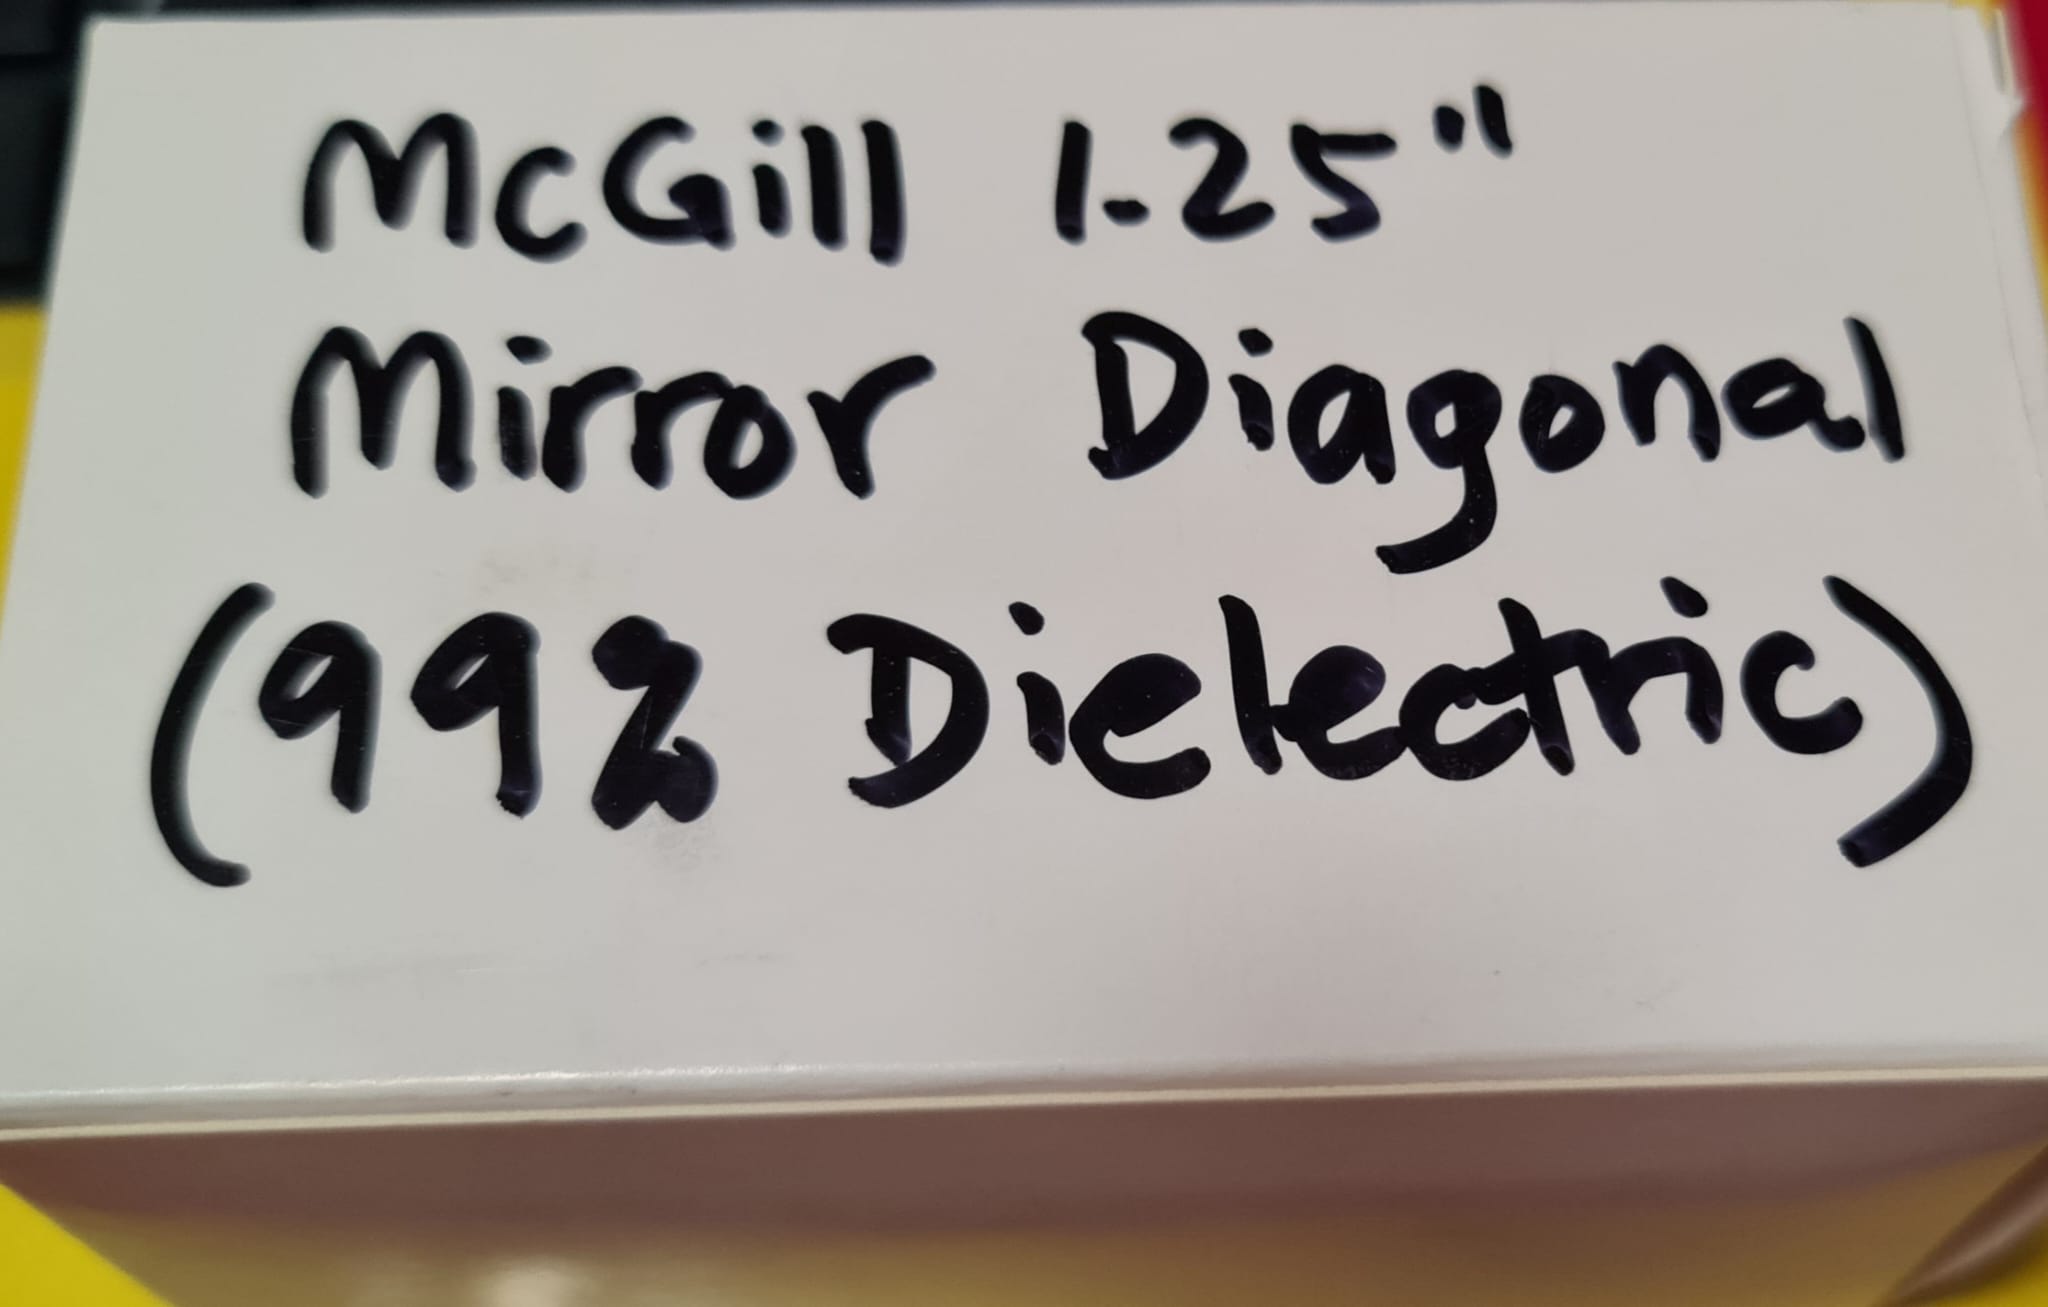 McGill 1.25"
Mirror Diagonal
(99% Dielectric)